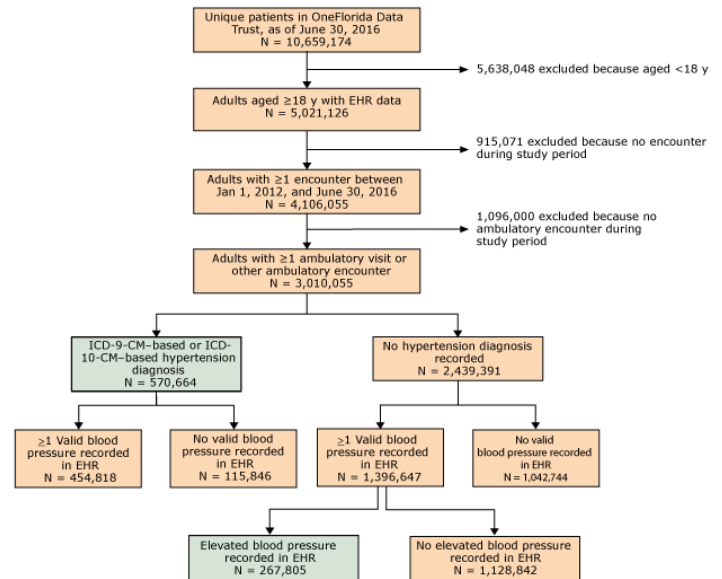 Unique patients in OneFlorida Data
Trust, as of June 30, 2016
N = 10,659,174
5,638,048 excluded because aged <18 y
Adults aged ≥18 y with EHR data
N = 5,021,126
915,071 excluded because no encounter
during study period
Adults with ≥1 encounter between
Jan 1, 2012, and June 30, 2016
N = 4,106,055
1,096,000 excluded because no
ambulatory encounter during
study period
Adults with ≥1 ambulatory visit or
other ambulatory encounter
N = 3,010,055
ICD-9-CM–based or ICD-
10-CM–based hypertension
diagnosis
N = 570,664
No hypertension diagnosis
recorded
N = 2,439,391
≥1 Valid blood
pressure recorded
in EHR
N = 454,818
No valid blood
pressure recorded
in EHR
N = 115,846
≥1 Valid blood
pressure recorded
in EHR
N = 1,396,647
No valid
blood pressure recorded
in EHR
N = 1,042,744
Elevated blood pressure
recorded in EHR
N = 267,805
No elevated blood pressure
recorded in EHR
N = 1,128,842